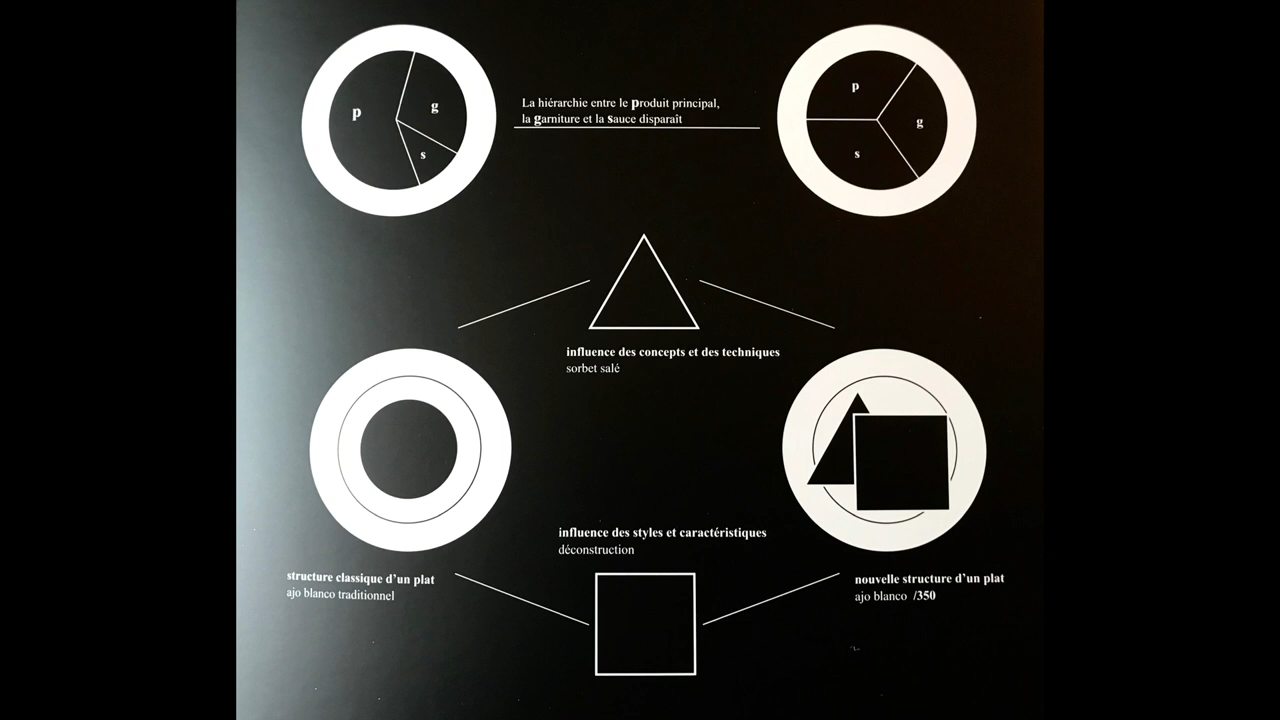 p
g
s
La hiérarchie entre le produit principal,
la garniture et la sauce disparaît
p
g
s
influence des concepts et des techniques
sorbet salé
influence des styles et caractéristiques
déconstruction
structure classique d’un plat
ajo blanco traditionnel
nouvelle structure d’un plat
ajo blanco /350